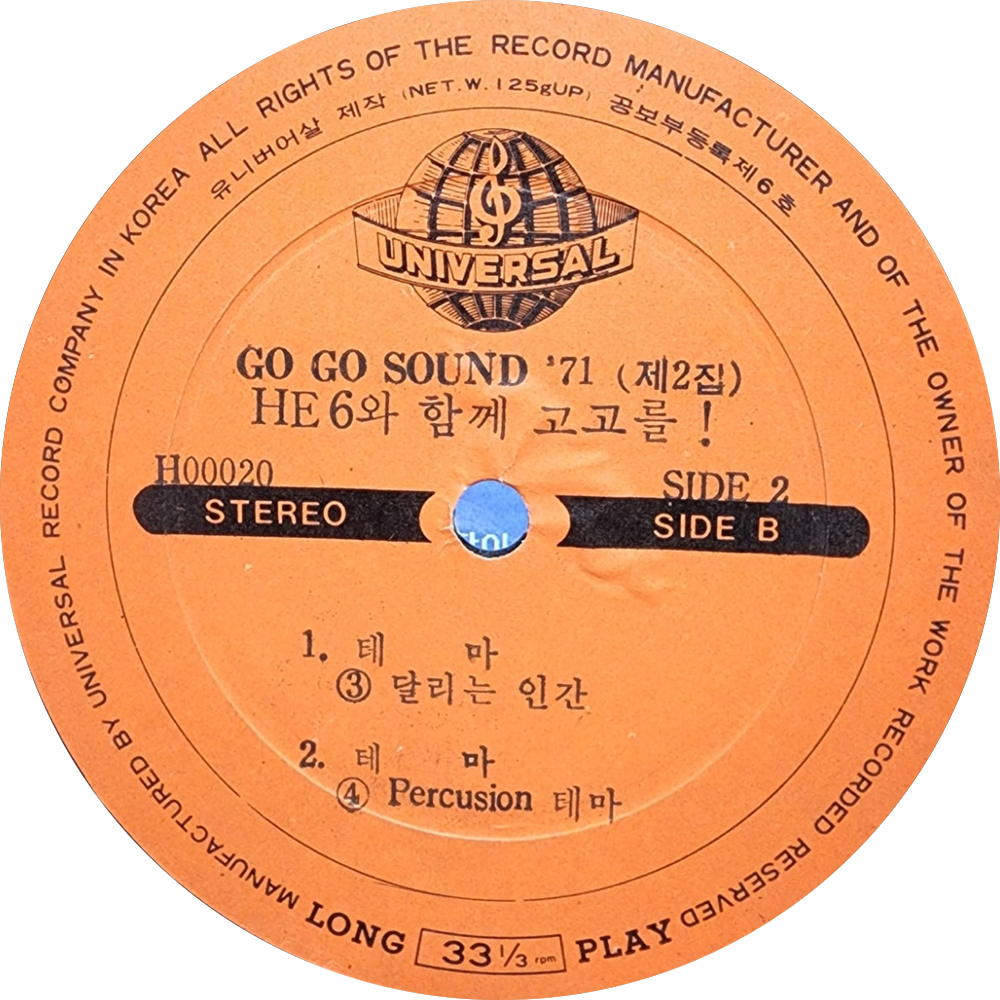 MANUFACTURED BY UNIVERSAL RECORD COMPANY IN KOREA ALL RIGHTS OF THE RECORD MANUFACTURER AND OF THE OWNER OF THE WORK RECORDED RESERVED
유니버어살 제작 (NET.W.125gUP) 공보부등록제6호
UNIVERSAL
GO GO SOUND '71 (제2집)
HE 6와 함께 고고를!
H00020
SIDE 2
STEREO
SIDE B
1. 테 마
③ 달리는 인간
2. 테 마
④ Percusion 테마
LONG 33 1/3 rpm PLAY